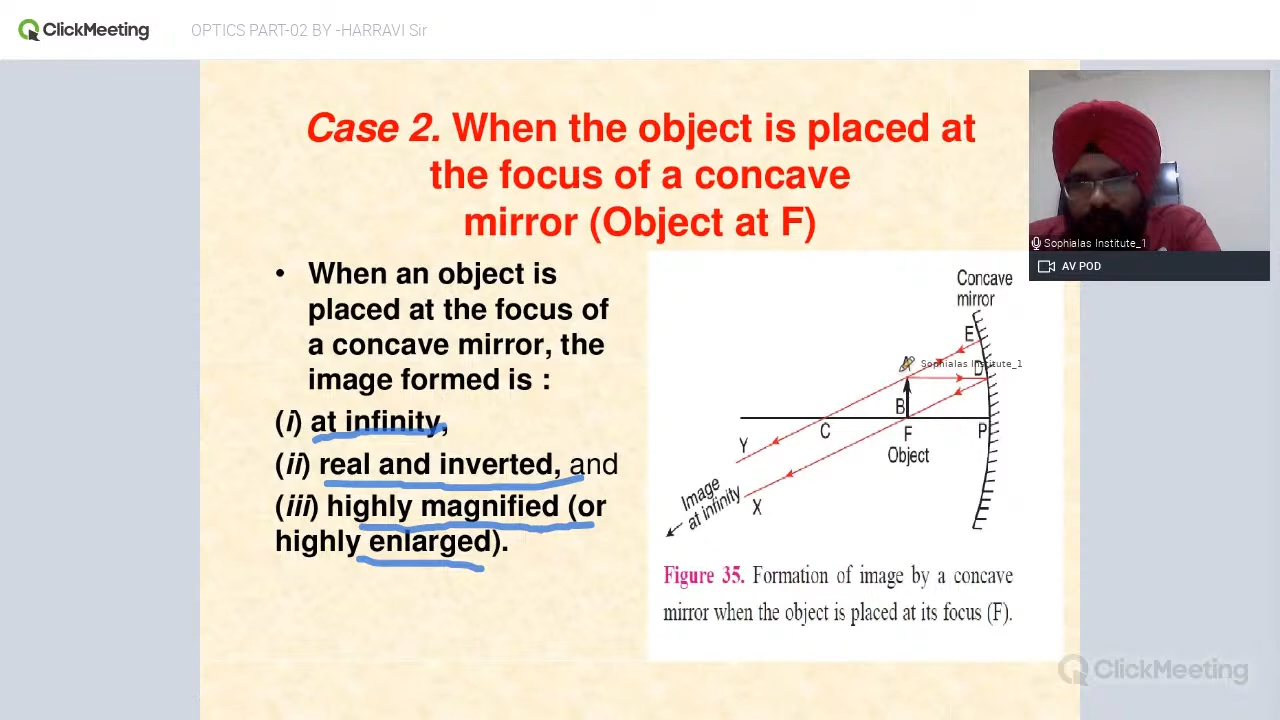 ClickMeeting
OPTICS PART-02 BY -HARRAVI Sir
Case 2. When the object is placed at
the focus of a concave
mirror (Object at F)
• When an object is
placed at the focus of
a concave mirror, the
image formed is :
(i) at infinity,
(ii) real and inverted, and
(iii) highly magnified (or
highly enlarged).
Concave
mirror
E
Sophialas Institute_1
D
B
C
F
P
Object
Y
X
Image
at infinity
Figure 35. Formation of image by a concave
mirror when the object is placed at its focus (F).
Sophialas Institute_1
AV POD
ClickMeeting